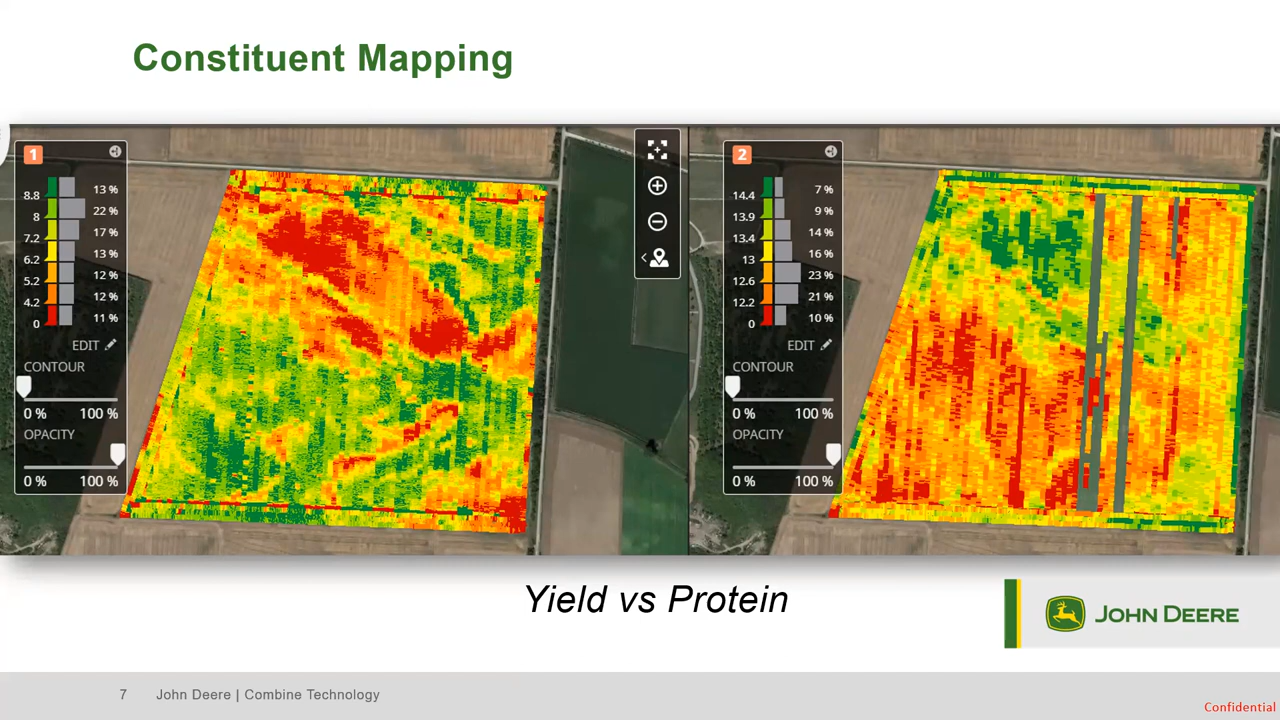 Constituent Mapping
1
8.8
13 %
8
22 %
7.2
17 %
6.2
13 %
5.2
12 %
4.2
12 %
0
11 %
EDIT
CONTOUR
0 % 100 %
OPACITY
0 % 100 %
2
14.4
7 %
13.9
9 %
13.4
14 %
13
16 %
12.6
23 %
12.2
21 %
0
10 %
EDIT
CONTOUR
0 % 100 %
OPACITY
0 % 100 %
Yield vs Protein
JOHN DEERE
7 John Deere | Combine Technology
Confidential